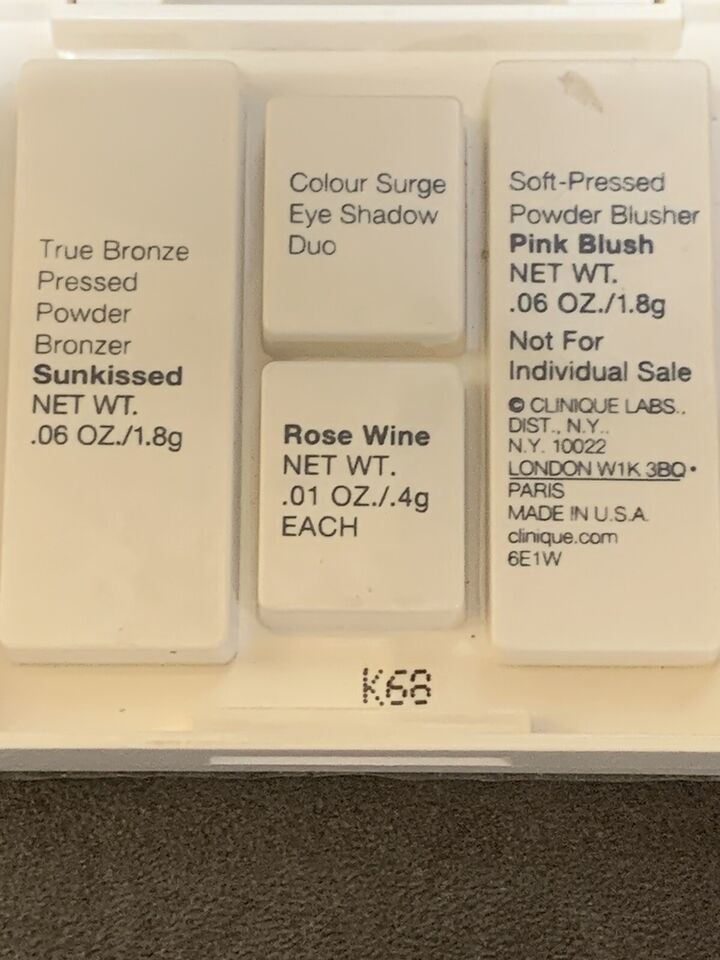 True Bronze
Pressed
Powder
Bronzer
Sunkissed
NET WT.
.06 OZ./1.8g
Colour Surge
Eye Shadow
Duo
Rose Wine
NET WT.
.01 OZ./.4g
EACH
Soft-Pressed
Powder Blusher
Pink Blush
NET WT.
.06 OZ./1.8g
Not For
Individual Sale
© CLINIQUE LABS.,
DIST., N.Y.,
N.Y. 10022
LONDON W1K 3BQ •
PARIS
MADE IN U.S.A.
clinique.com
6E1W
K68